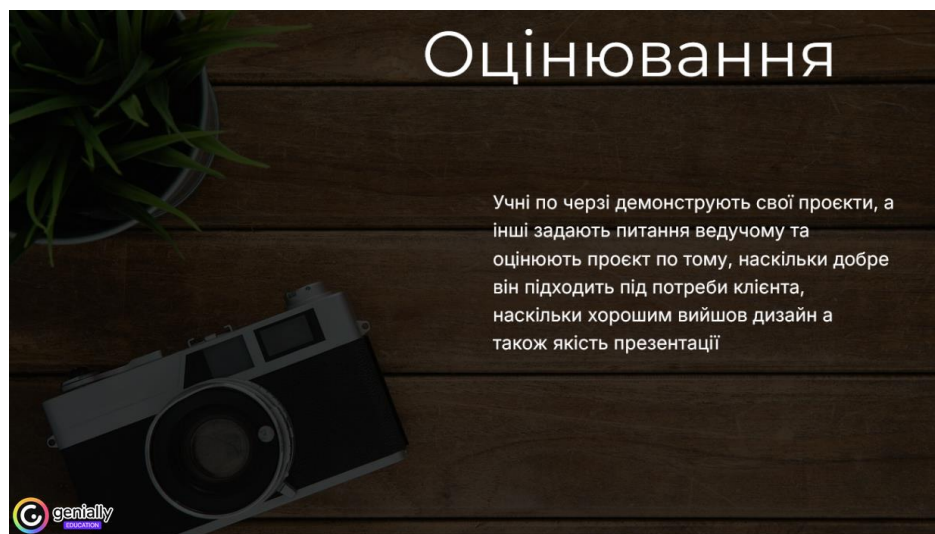 Оцінювання
Учні по черзі демонструють свої проєкти, а
інші задають питання ведучому та
оцінюють проєкт по тому, наскільки добре
він підходить під потреби клієнта,
наскільки хорошим вийшов дизайн а
також якість презентації
genially
EDUCATION